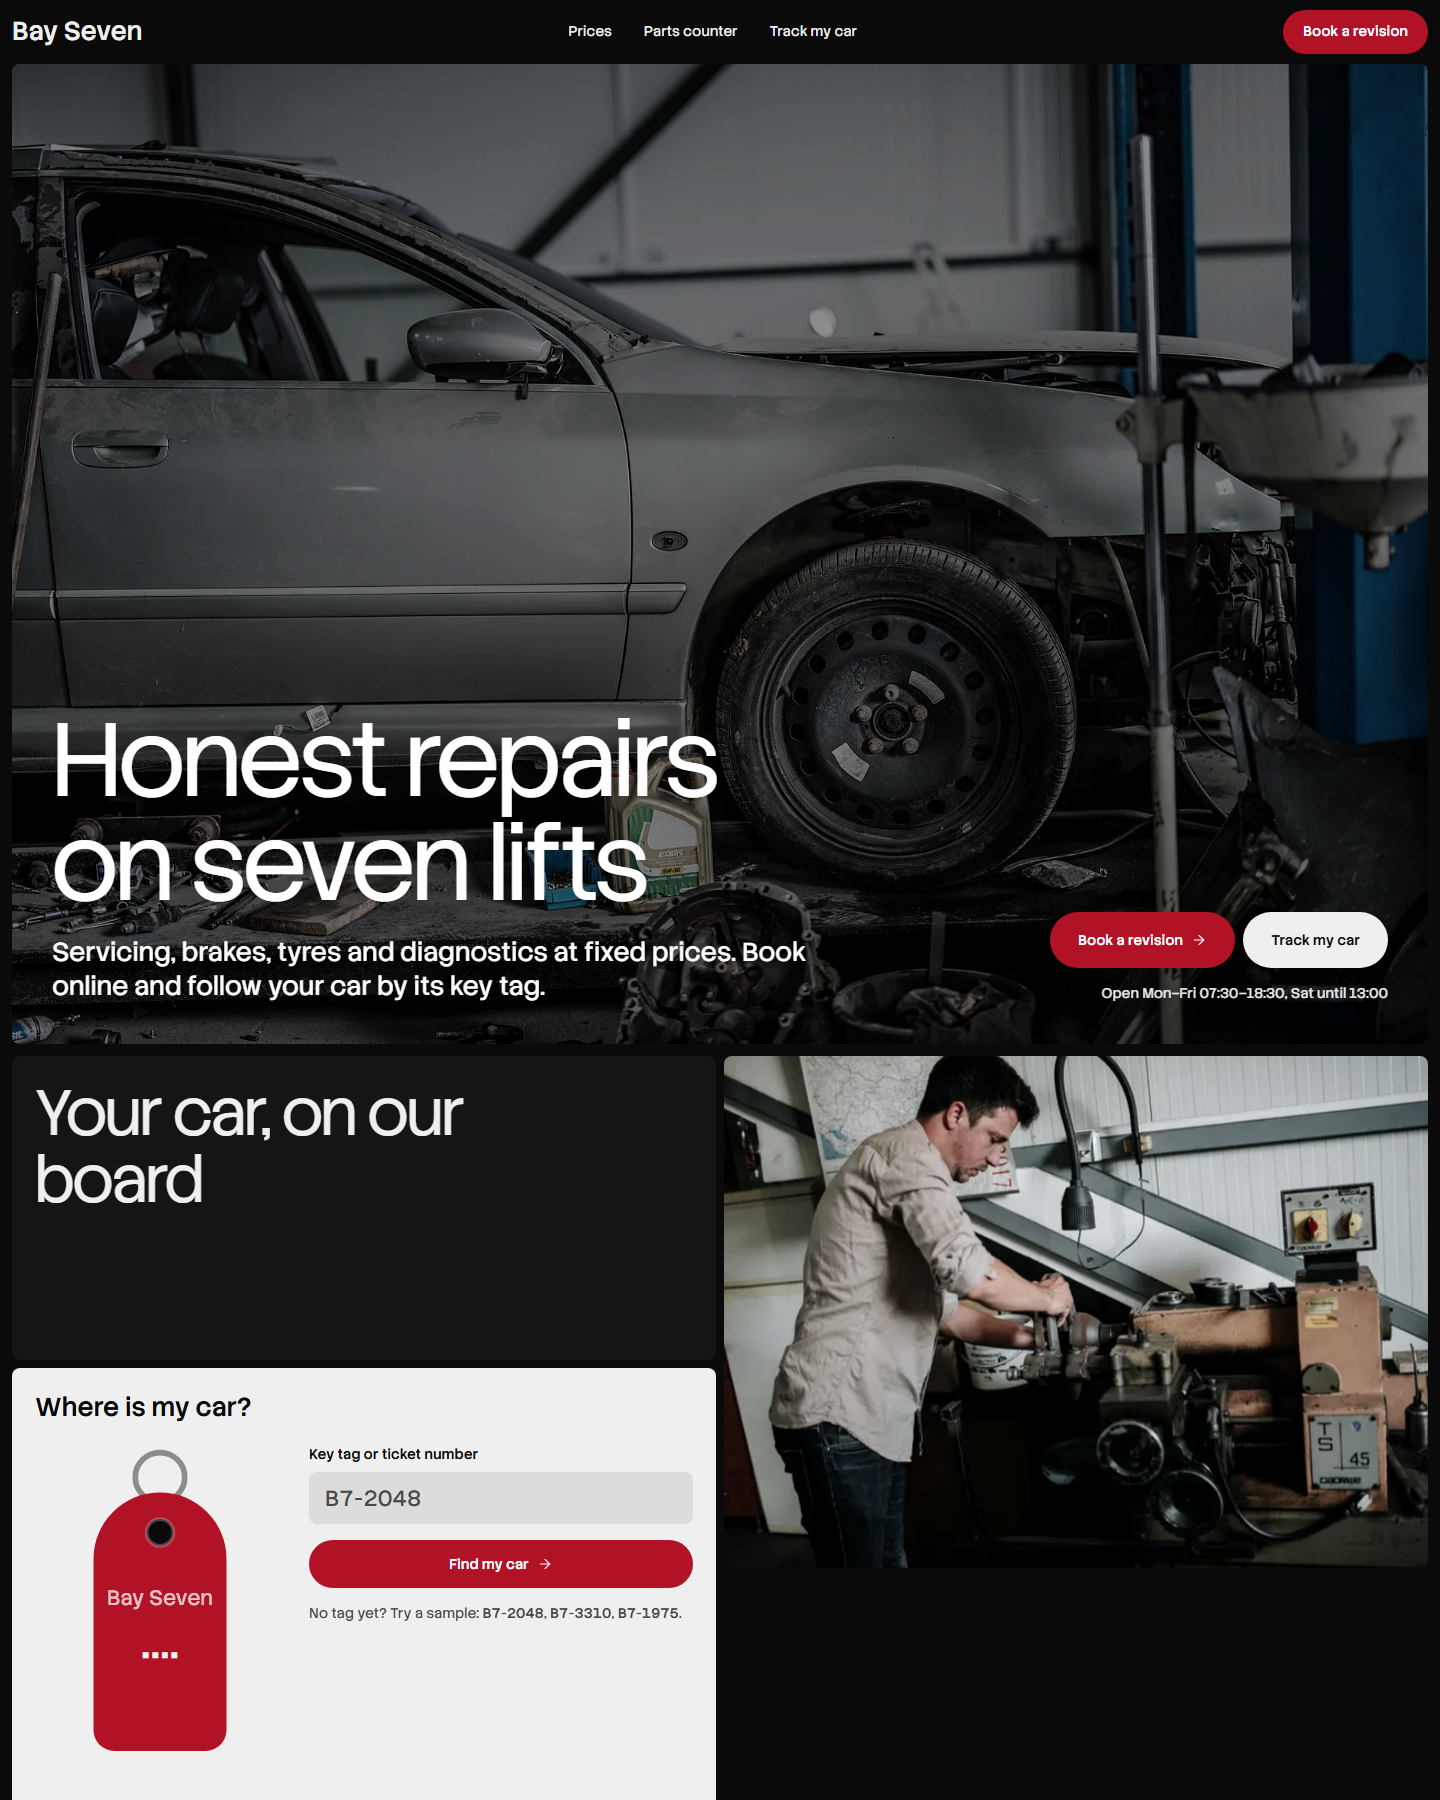 Bay Seven
Prices
Parts counter
Track my car
Book a revision
Honest repairs
on seven lifts
Servicing, brakes, tyres and diagnostics at fixed prices. Book
online and follow your car by its key tag.
Book a revision →
Track my car
Open Mon–Fri 07:30–18:30, Sat until 13:00
5W-30
Your car, on our
board
T
S
45
Where is my car?
Key tag or ticket number
B7-2048
Find my car →
No tag yet? Try a sample: B7-2048, B7-3310, B7-1975.
Bay Seven